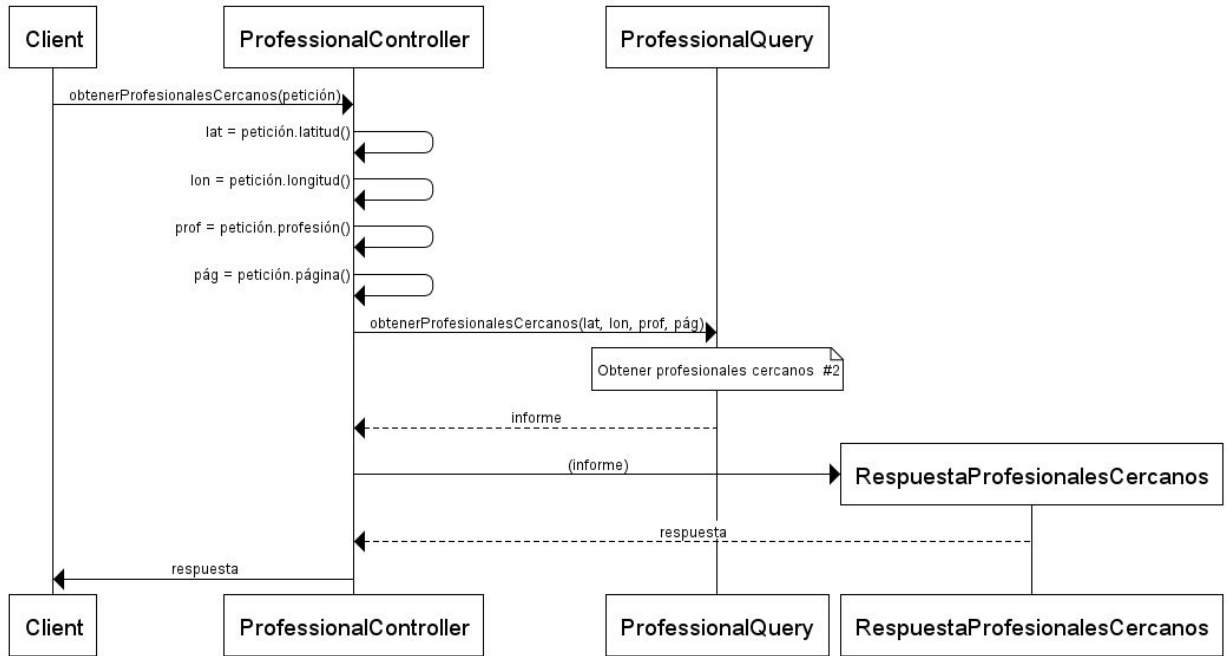 Client
ProfessionalController
ProfessionalQuery
obtenerProfesionalesCercanos(petición)
lat = petición.latitud()
lon = petición.longitud()
prof = petición.profesión()
pág = petición.página()
obtenerProfesionalesCercanos(lat, lon, prof, pág)
Obtener profesionales cercanos #2
informe
(informe)
RespuestaProfesionalesCercanos
respuesta
respuesta
Client
ProfessionalController
ProfessionalQuery
RespuestaProfesionalesCercanos